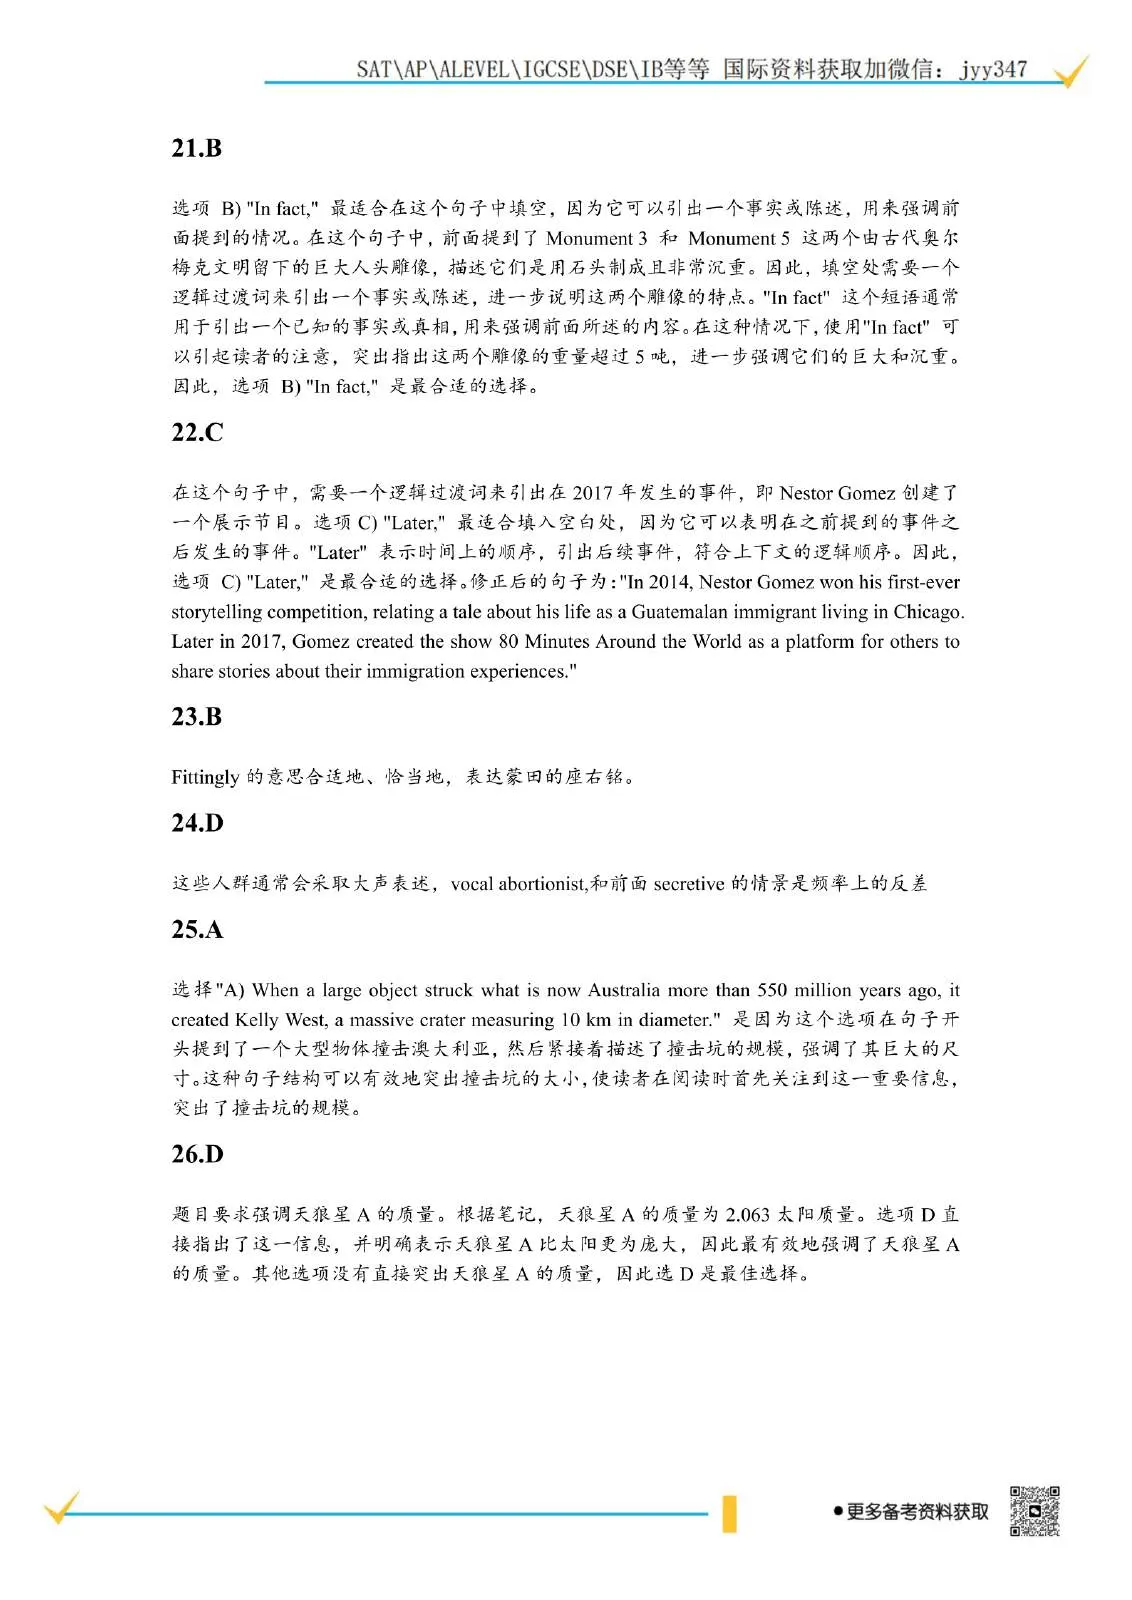 SAT\AP\ALEVEL\IGCSE\DSE\IB等等 国际资料获取加微信: jyy347
21.B
选项 B) "In fact," 最适合在这个句子中填空，因为它可以引出一个事实或陈述，用来强调前
面提到的情况。在这个句子中，前面提到了 Monument 3 和 Monument 5 这两个由古代奥尔
梅克文明留下的巨大人头雕像，描述它们是用石头制成且非常沉重。因此，填空处需要一个
逻辑过渡词来引出一个事实或陈述，进一步说明这两个雕像的特点。"In fact" 这个短语通常
用于引出一个已知的事实或真相，用来强调前面所述的内容。在这种情况下，使用"In fact" 可
以引起读者的注意，突出指出这两个雕像的重量超过 5 吨，进一步强调它们的巨大和沉重。
因此，选项 B) "In fact," 是最合适的选择。
22.C
在这个句子中，需要一个逻辑过渡词来引出在 2017 年发生的事件，即 Nestor Gomez 创建了
一个展示节目。选项 C) "Later," 最适合填入空白处，因为它可以表明在之前提到的事件之
后发生的事件。"Later" 表示时间上的顺序，引出后续事件，符合上下文的逻辑顺序。因此，
选项 C) "Later," 是最合适的选择。修正后的句子为："In 2014, Nestor Gomez won his first-ever
storytelling competition, relating a tale about his life as a Guatemalan immigrant living in Chicago.
Later in 2017, Gomez created the show 80 Minutes Around the World as a platform for others to
share stories about their immigration experiences."
23.B
Fittingly 的意思合适地、恰当地，表达蒙田的座右铭。
24.D
这些人群通常会采取大声表述，vocal abortionist,和前面 secretive 的情景是频率上的反差
25.A
选择"A) When a large object struck what is now Australia more than 550 million years ago, it
created Kelly West, a massive crater measuring 10 km in diameter." 是因为这个选项在句子开
头提到了一个大型物体撞击澳大利亚，然后紧接着描述了撞击坑的规模，强调了其巨大的尺
寸。这种句子结构可以有效地突出撞击坑的大小，使读者在阅读时首先关注到这一重要信息，
突出了撞击坑的规模。
26.D
题目要求强调天狼星 A 的质量。根据笔记，天狼星 A 的质量为 2.063 太阳质量。选项 D 直
接指出了这一信息，并明确表示天狼星 A 比太阳更为庞大，因此最有效地强调了天狼星 A
的质量。其他选项没有直接突出天狼星 A 的质量，因此选 D 是最佳选择。
●更多备考资料获取